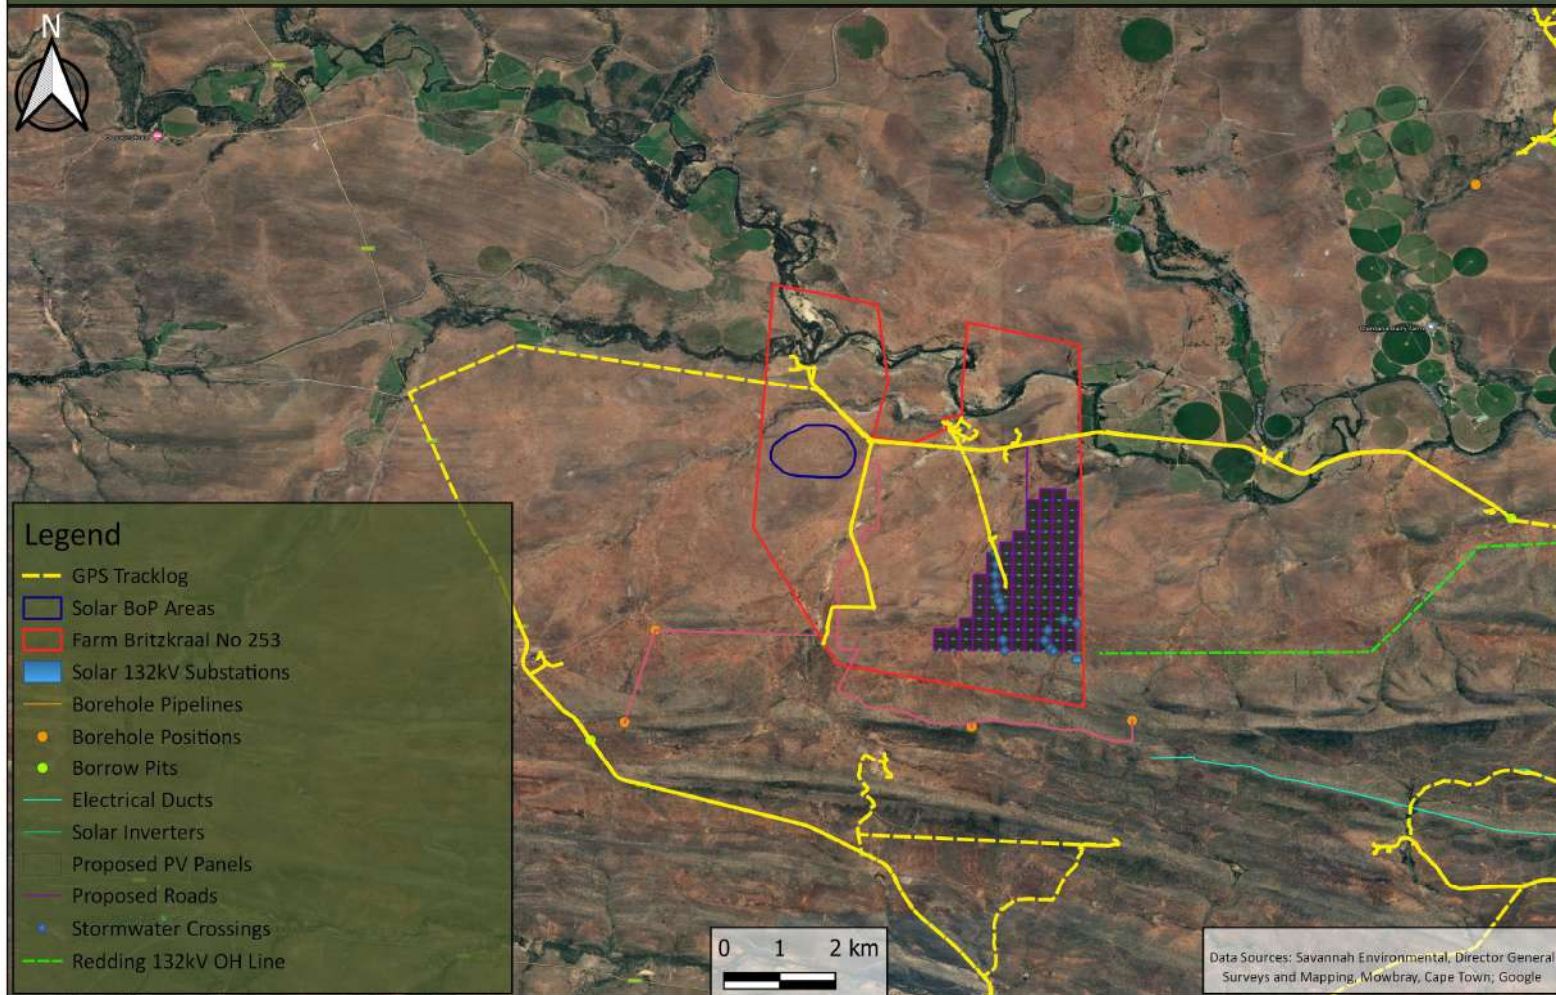 N
Legend
GPS Tracklog
Solar BoP Areas
Farm Britzkraal No 253
Solar 132kV Substations
Borehole Pipelines
Borehole Positions
Borrow Pits
Electrical Ducts
Solar Inverters
Proposed PV Panels
Proposed Roads
Stormwater Crossings
Redding 132kV OH Line
0 1 2 km
Data Sources: Savannah Environmental, Director General
Surveys and Mapping, Mowbray, Cape Town; Google